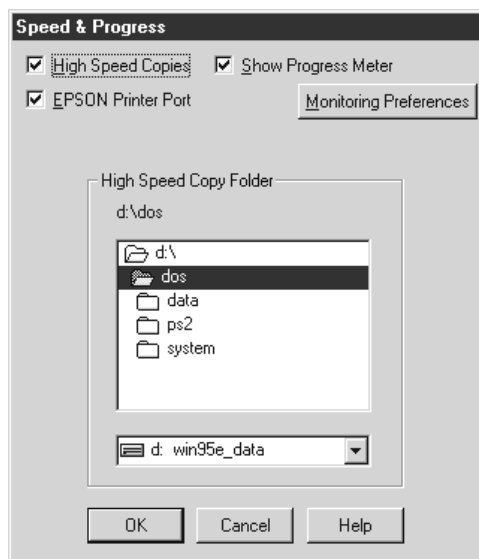 Speed & Progress
High Speed Copies Show Progress Meter
EPSON Printer Port Monitoring Preferences
High Speed Copy Folder
d:\dos
d:\
dos
data
ps2
system
d: win95e_data
OK Cancel Help